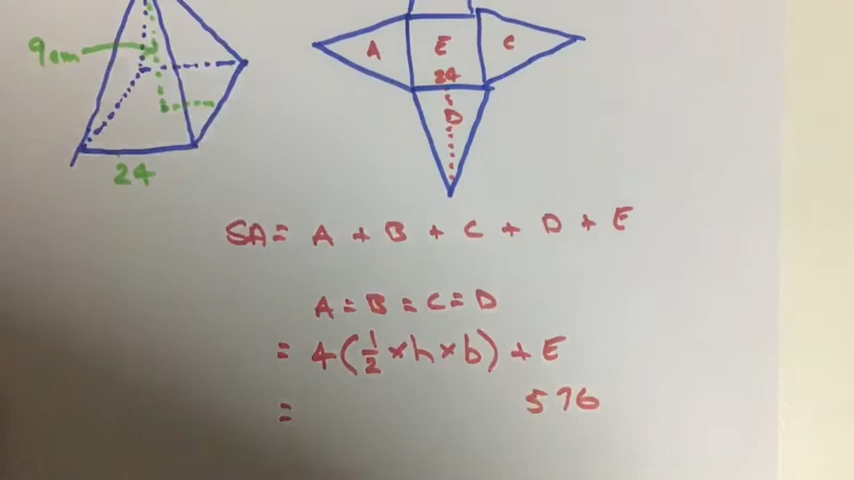 9cm
24
A E C
24
D
SA = A + B + C + D + E
A = B = C = D
= 4(½ × h × b) + E
= 576